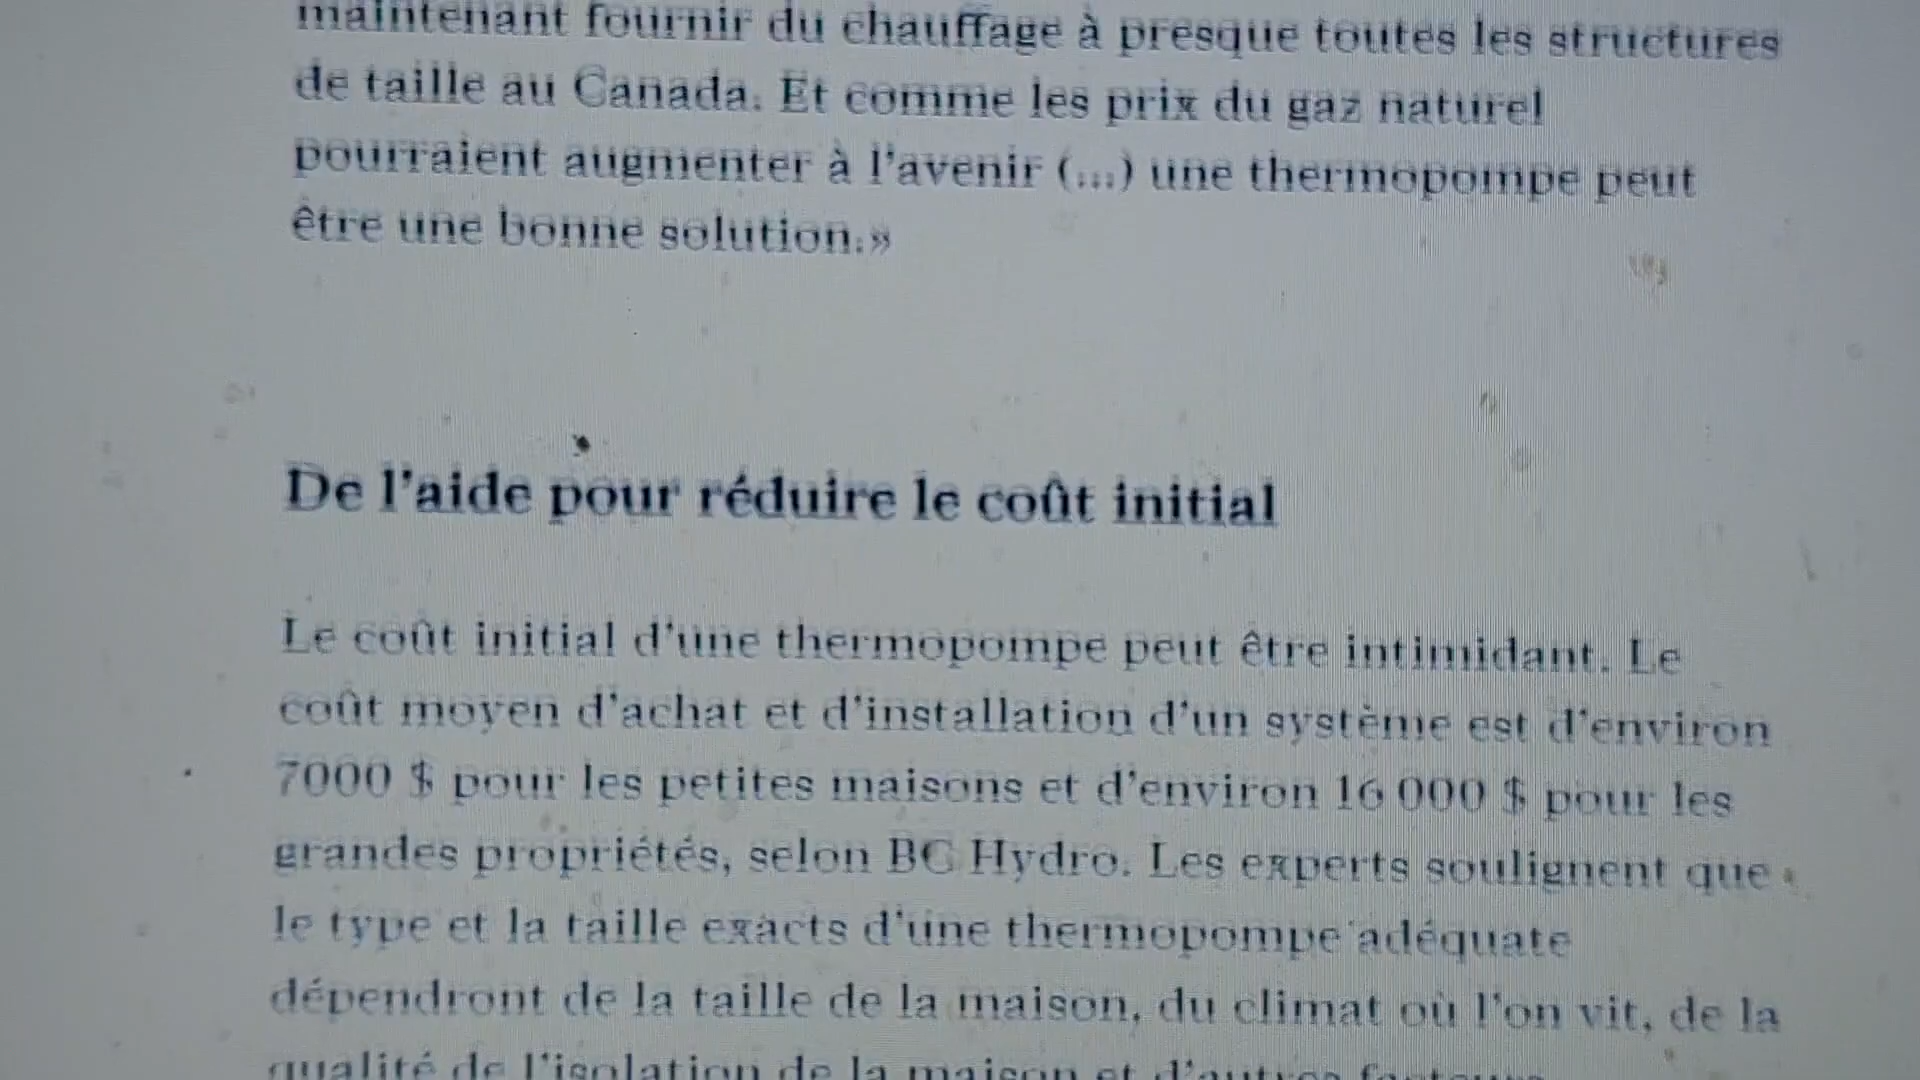 maintenant fournir du chauffage à presque toutes les structures
de taille au Canada. Et comme les prix du gaz naturel
pourraient augmenter à l'avenir (...) une thermopompe peut
être une bonne solution.»
De l'aide pour réduire le coût initial
Le coût initial d'une thermopompe peut être intimidant. Le
coût moyen d'achat et d'installation d'un système est d'environ
7000 $ pour les petites maisons et d'environ 16 000 $ pour les
grandes propriétés, selon BC Hydro. Les experts soulignent que
le type et la taille exacts d'une thermopompe adéquate
dépendront de la taille de la maison, du climat où l'on vit, de la
qualité de l'isolation de la maison et d'autres facteurs